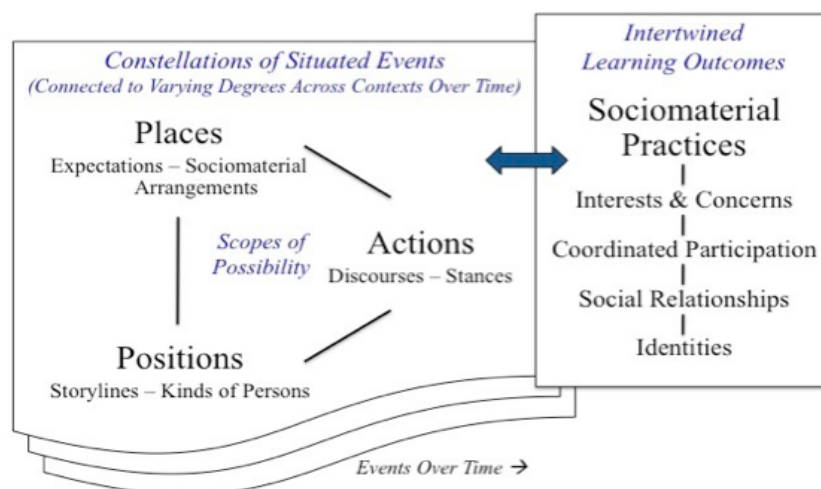 Constellations of Situated Events
(Connected to Varying Degrees Across Contexts Over Time)
Places
Expectations – Sociomaterial
Arrangements
Scopes of
Possibility
Actions
Discourses – Stances
Positions
Storylines – Kinds of Persons
Events Over Time →
Intertwined
Learning Outcomes
Sociomaterial
Practices
Interests & Concerns
Coordinated Participation
Social Relationships
Identities